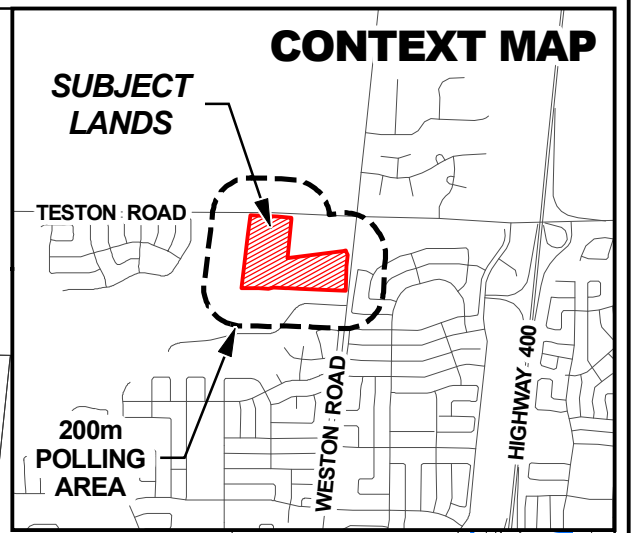 CONTEXT MAP
SUBJECT
LANDS
TESTON ROAD
WESTON ROAD
HIGHWAY 400
200m
POLLING
AREA